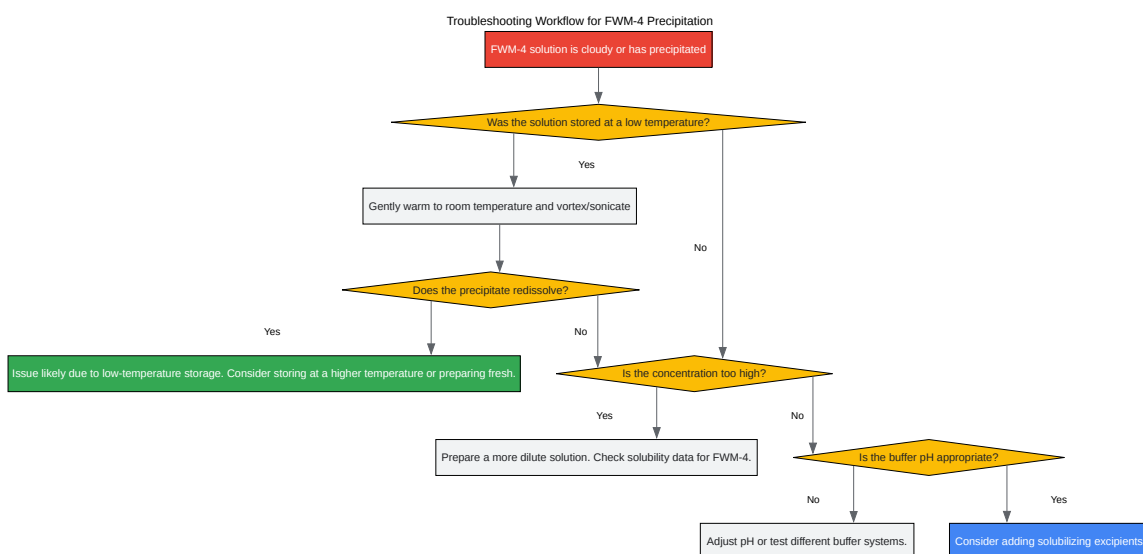 Troubleshooting Workflow for FWM-4 Precipitation
FWM-4 solution is cloudy or has precipitated
Was the solution stored at a low temperature?
Yes
Gently warm to room temperature and vortex/sonicate
No
Does the precipitate redissolve?
Yes
No
Issue likely due to low-temperature storage. Consider storing at a higher temperature or preparing fresh.
Is the concentration too high?
Yes
No
Prepare a more dilute solution. Check solubility data for FWM-4.
Is the buffer pH appropriate?
No
Yes
Adjust pH or test different buffer systems.
Consider adding solubilizing excipients